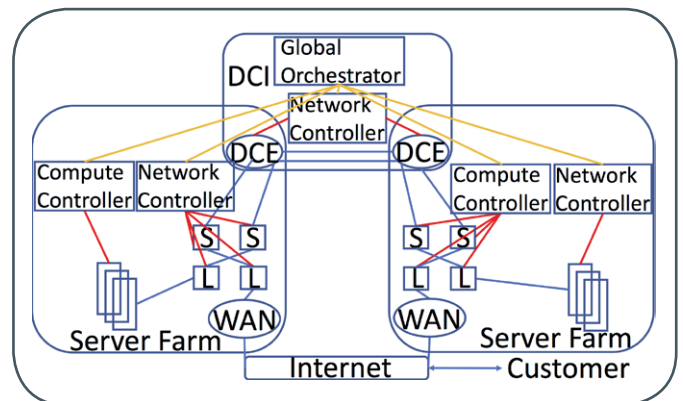 Global
Orchestrator
DCI
Network
Controller
DCE
DCE
Compute
Controller
Network
Controller
Compute
Controller
Network
Controller
S
S
S
S
L
L
L
L
WAN
WAN
Server Farm
Server Farm
Internet
Customer